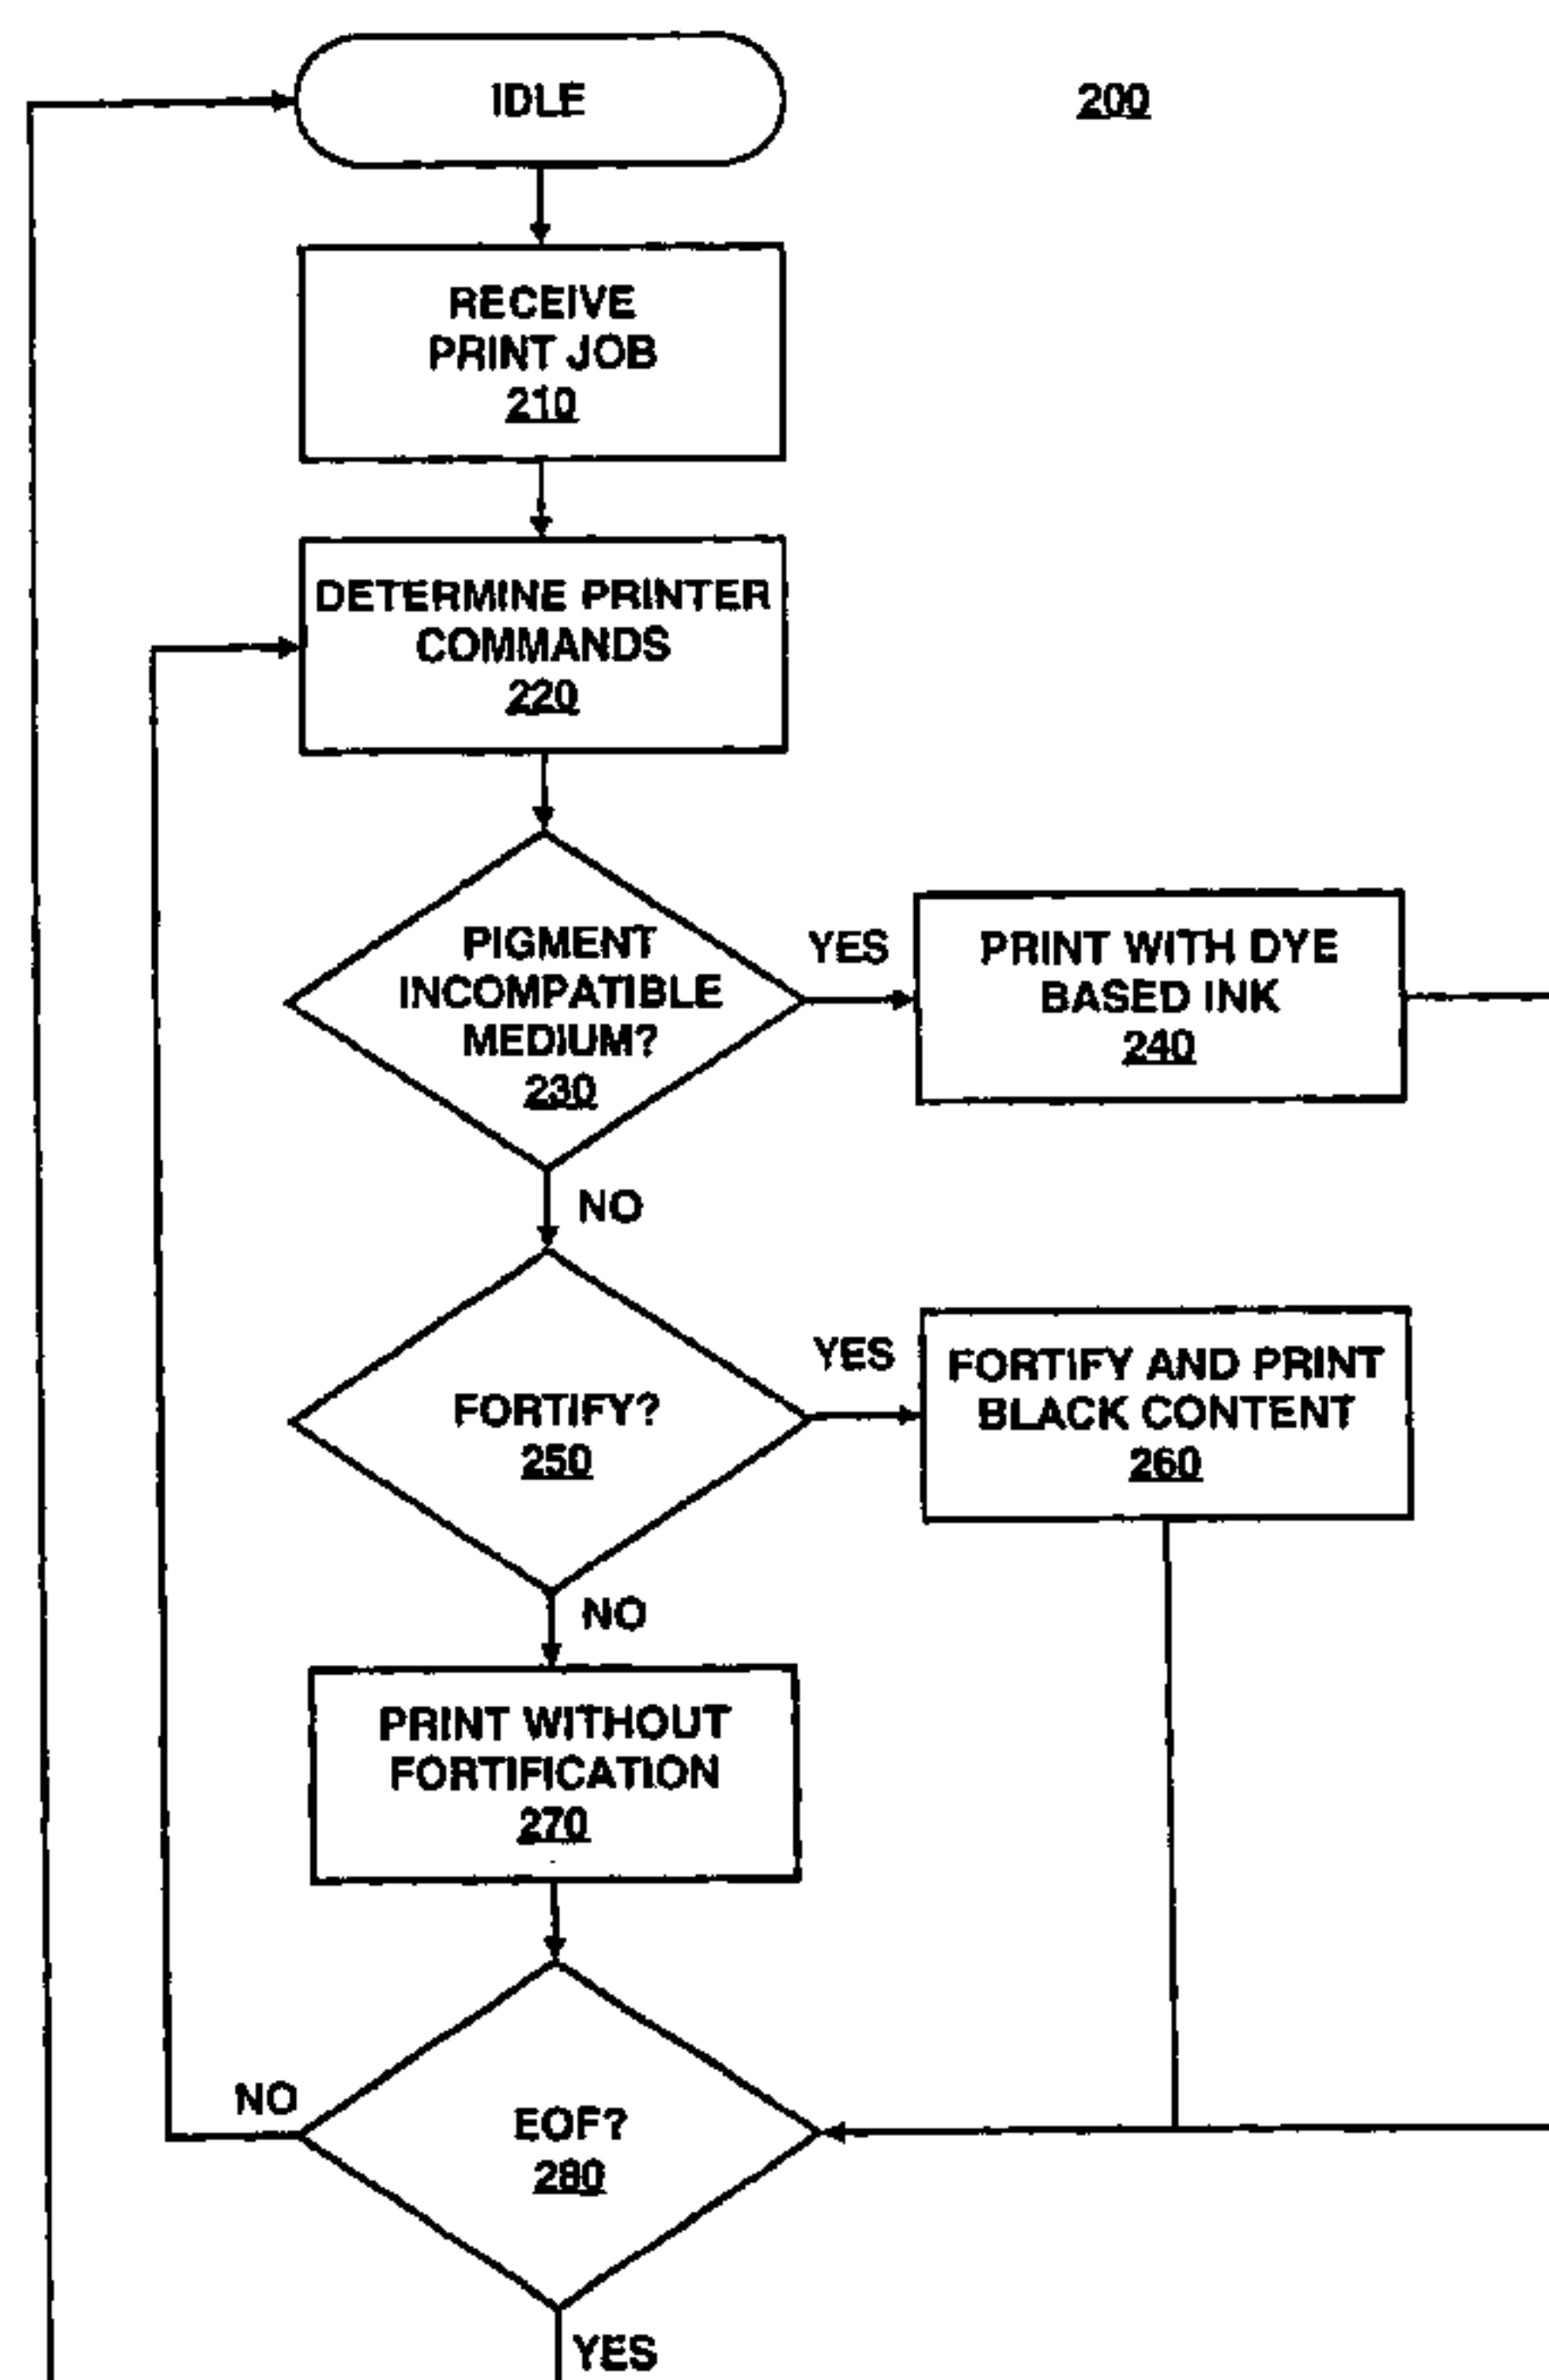 IDLE
200
RECEIVE
PRINT JOB
210
DETERMINE PRINTER
COMMANDS
220
PIGMENT
INCOMPATIBLE
MEDIUM?
230
YES
PRINT WITH DYE
BASED INK
240
NO
FORTIFY?
250
YES
FORTIFY AND PRINT
BLACK CONTENT
260
NO
PRINT WITHOUT
FORTIFICATION
270
NO
EOF?
280
YES